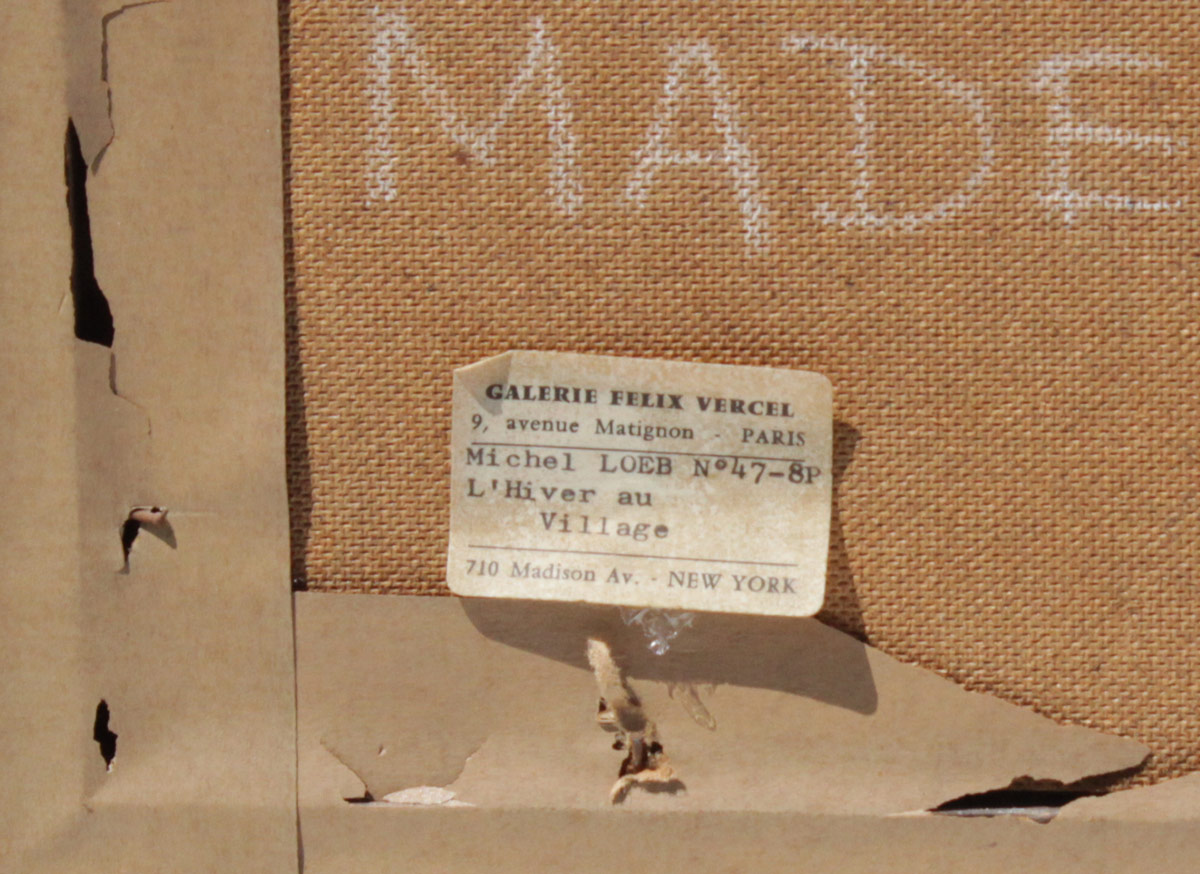 MADE
GALERIE FELIX VERCEL
9, avenue Matignon - PARIS
Michel LOEB N°47-8P
L'Hiver au
Village
710 Madison Av. - NEW YORK